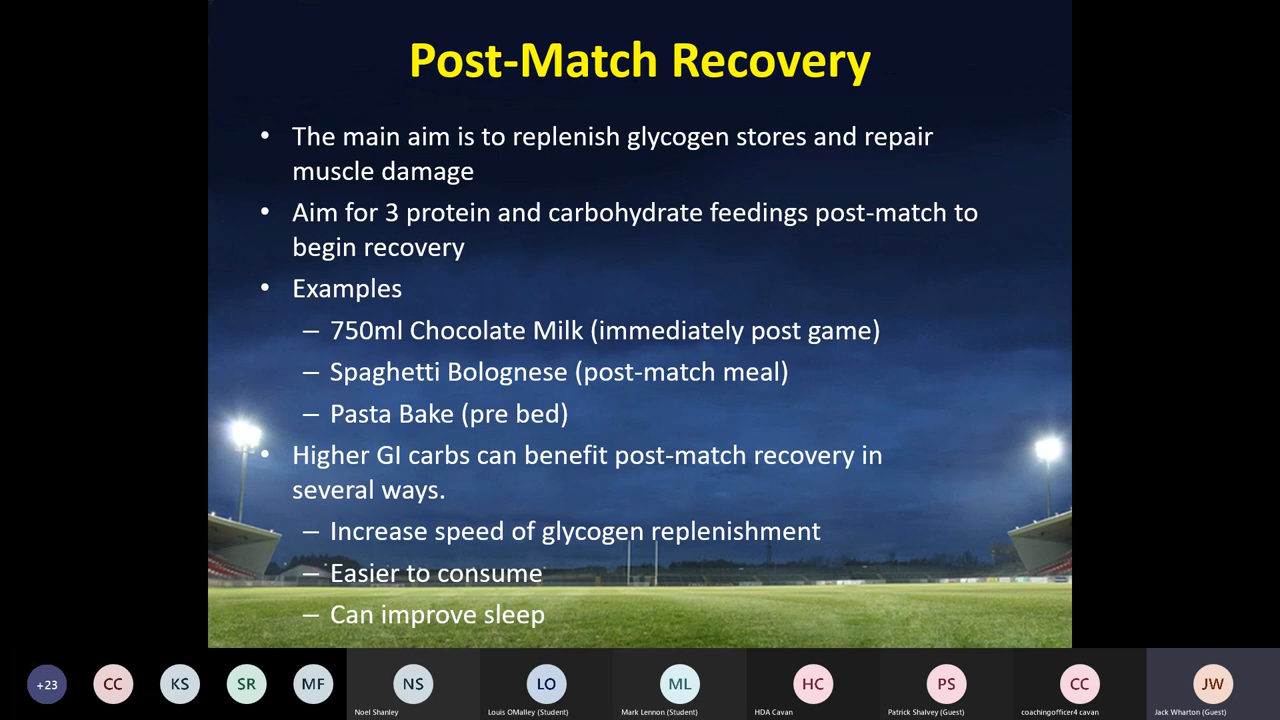 Post-Match Recovery
• The main aim is to replenish glycogen stores and repair
muscle damage
• Aim for 3 protein and carbohydrate feedings post-match to
begin recovery
• Examples
– 750ml Chocolate Milk (immediately post game)
– Spaghetti Bolognese (post-match meal)
– Pasta Bake (pre bed)
• Higher GI carbs can benefit post-match recovery in
several ways.
– Increase speed of glycogen replenishment
– Easier to consume
– Can improve sleep
+23 CC KS SR MF NS LO ML HC PS CC JW
Noel Shanley Louis OMalley (Student) Mark Lennon (Student) HDA Cavan Patrick Shalvey (Guest) coachingofficer4 cavan Jack Wharton (Guest)